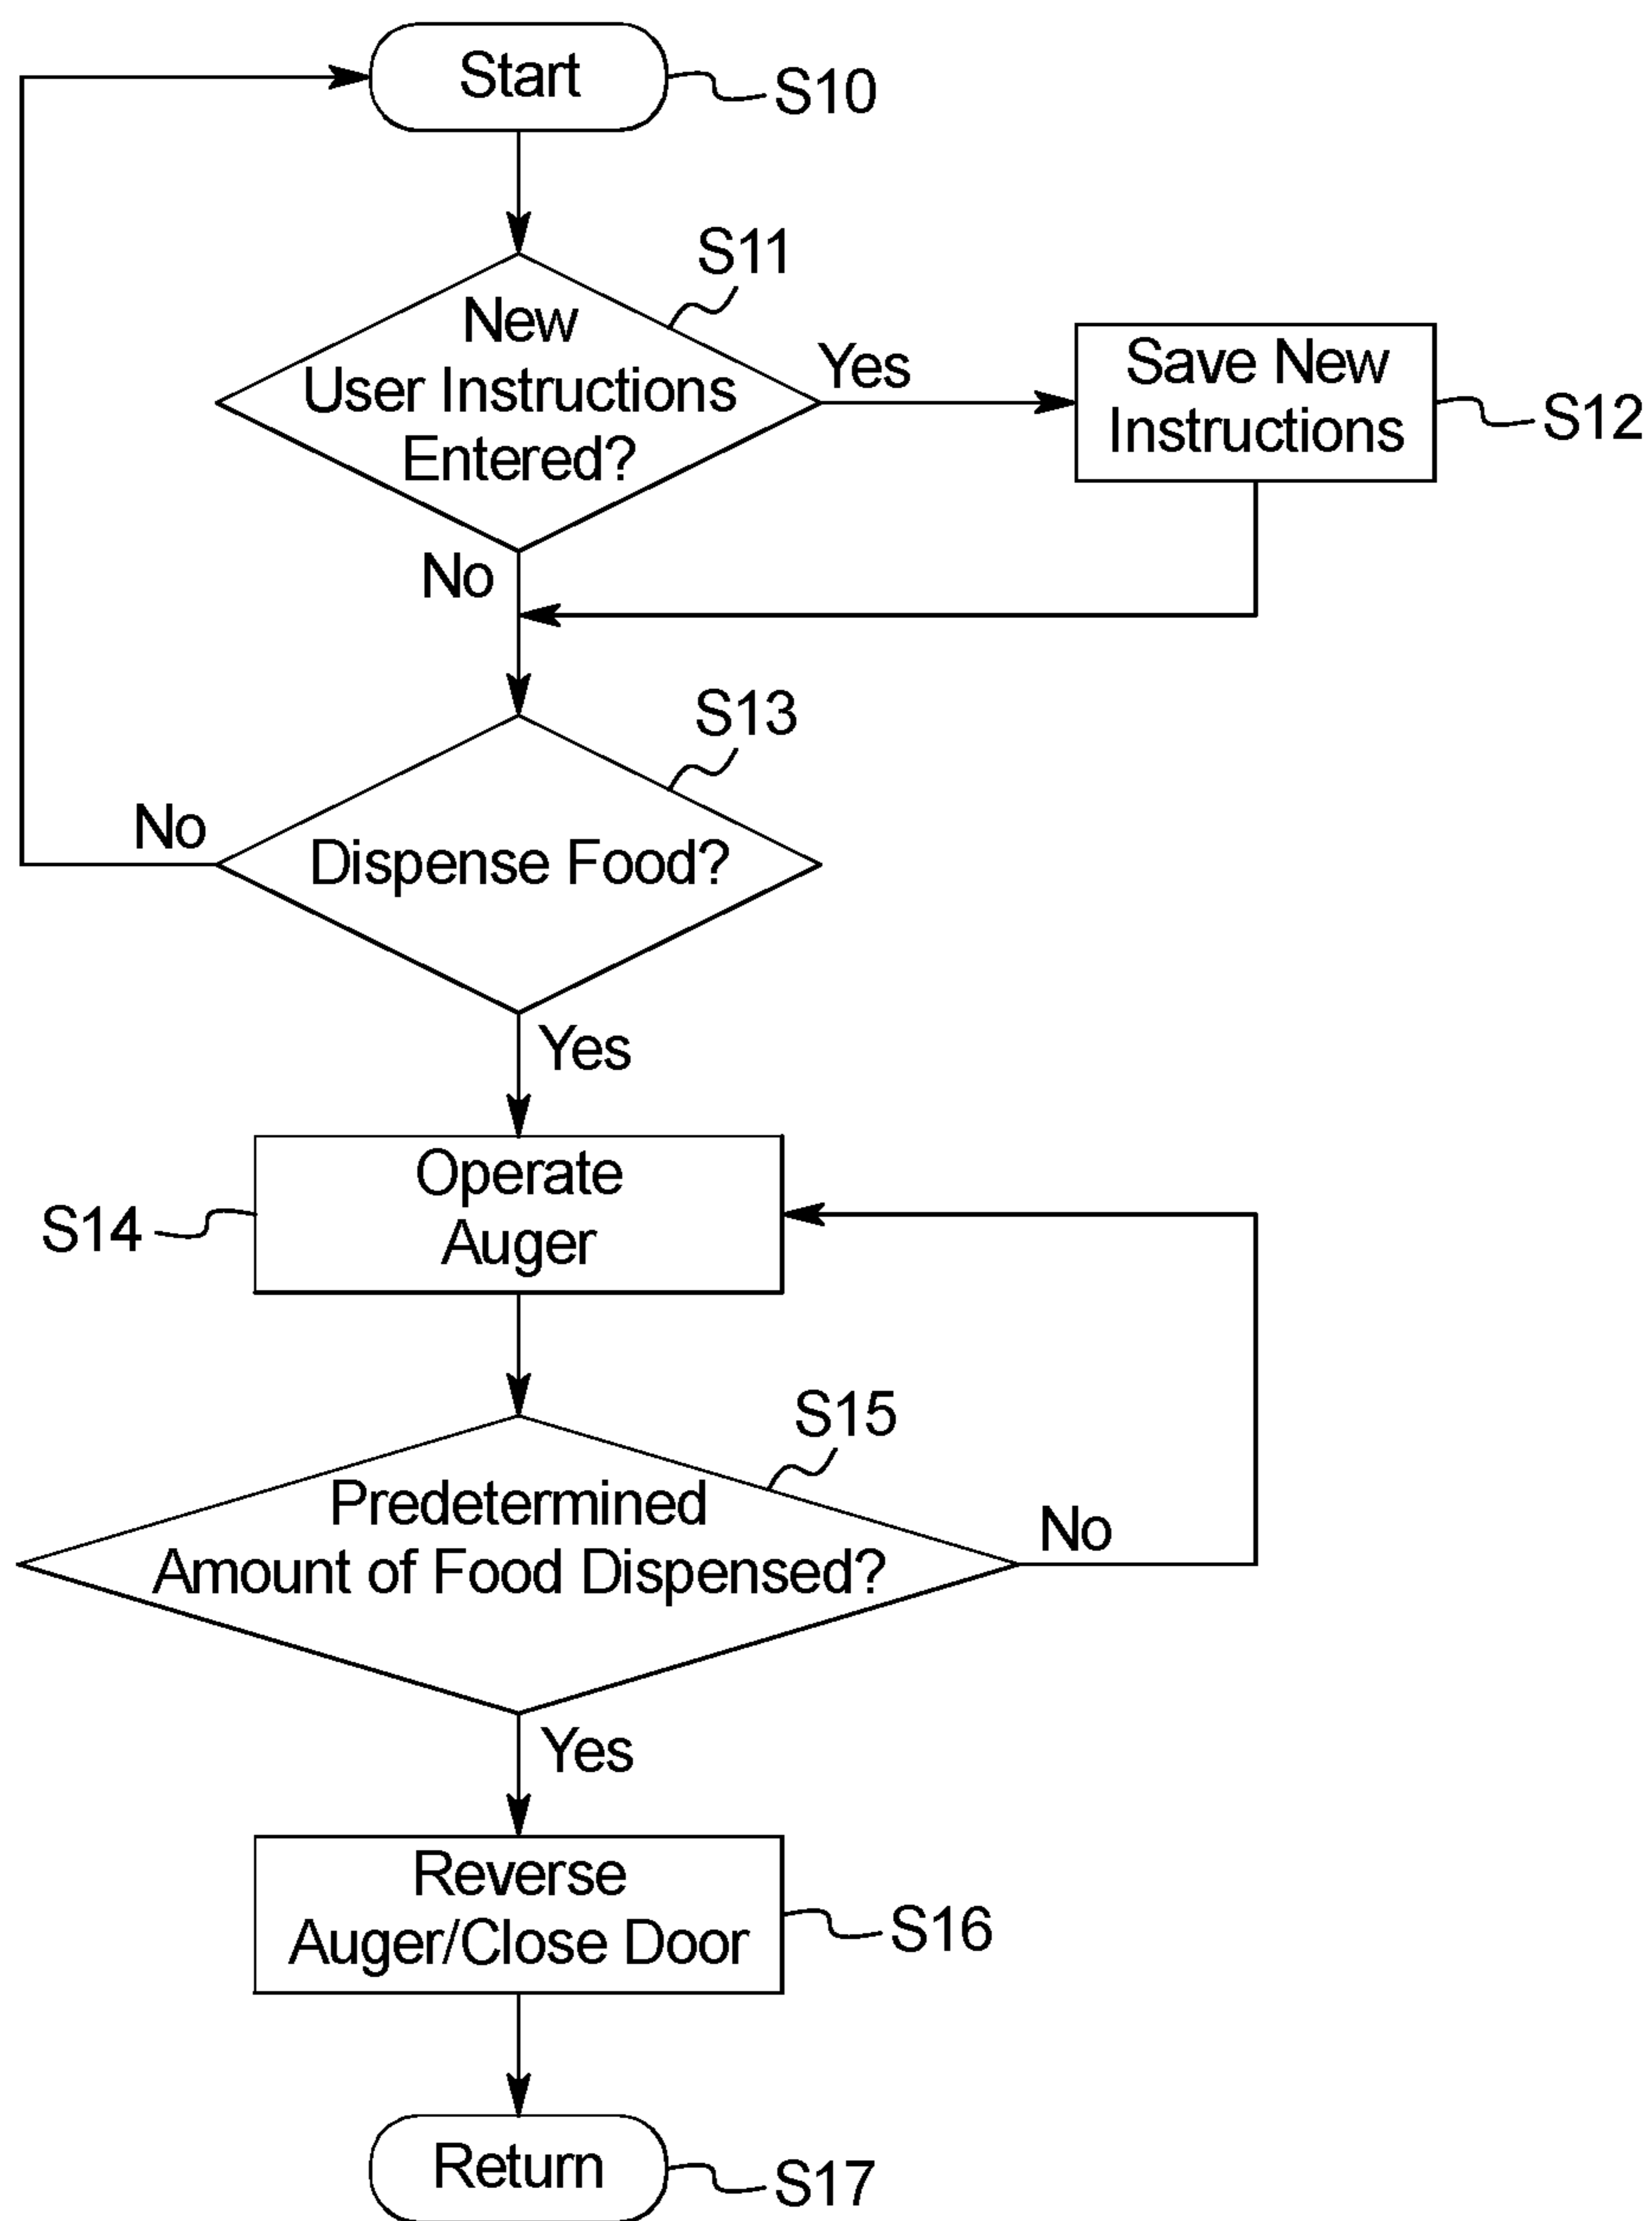 Start
S10
S11
New
User Instructions
Entered?
Yes
Save New
Instructions
S12
No
S13
No
Dispense Food?
Yes
Operate
Auger
S14
S15
Predetermined
Amount of Food Dispensed?
No
Yes
Reverse
Auger/Close Door
S16
Return
S17